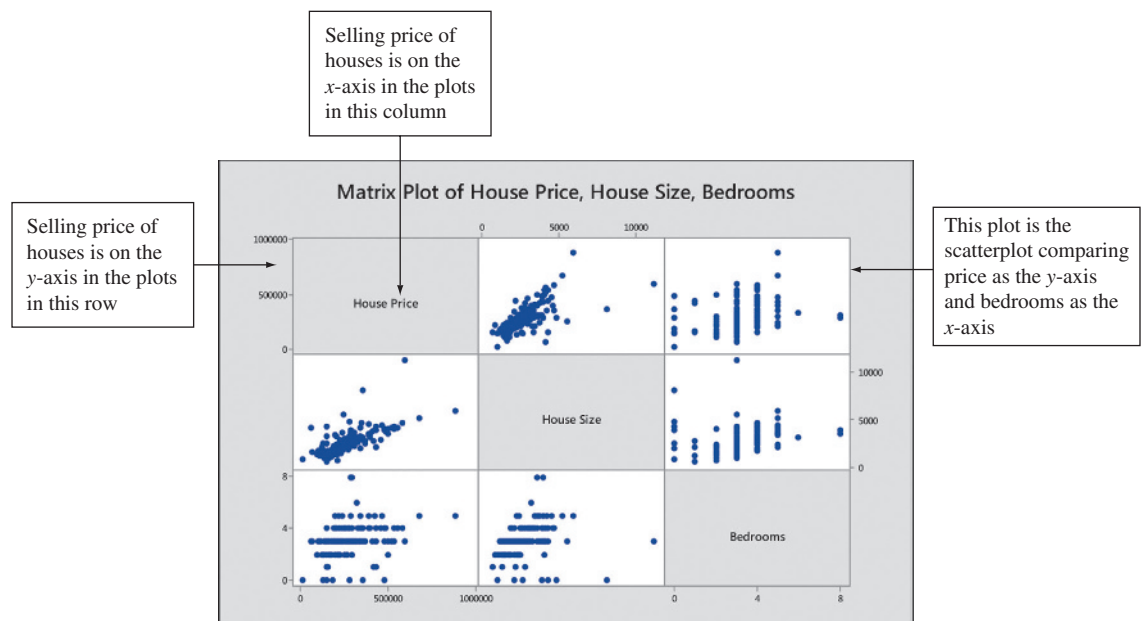 Selling price of
houses is on the
x-axis in the plots
in this column
Selling price of
houses is on the
y-axis in the plots
in this row
This plot is the
scatterplot comparing
price as the y-axis
and bedrooms as the
x-axis
Matrix Plot of House Price, House Size, Bedrooms
0 5000 10000
1000000
500000
0
House Price
House Size
10000
5000
0
8
4
0
Bedrooms
0 500000 1000000
0 4 8